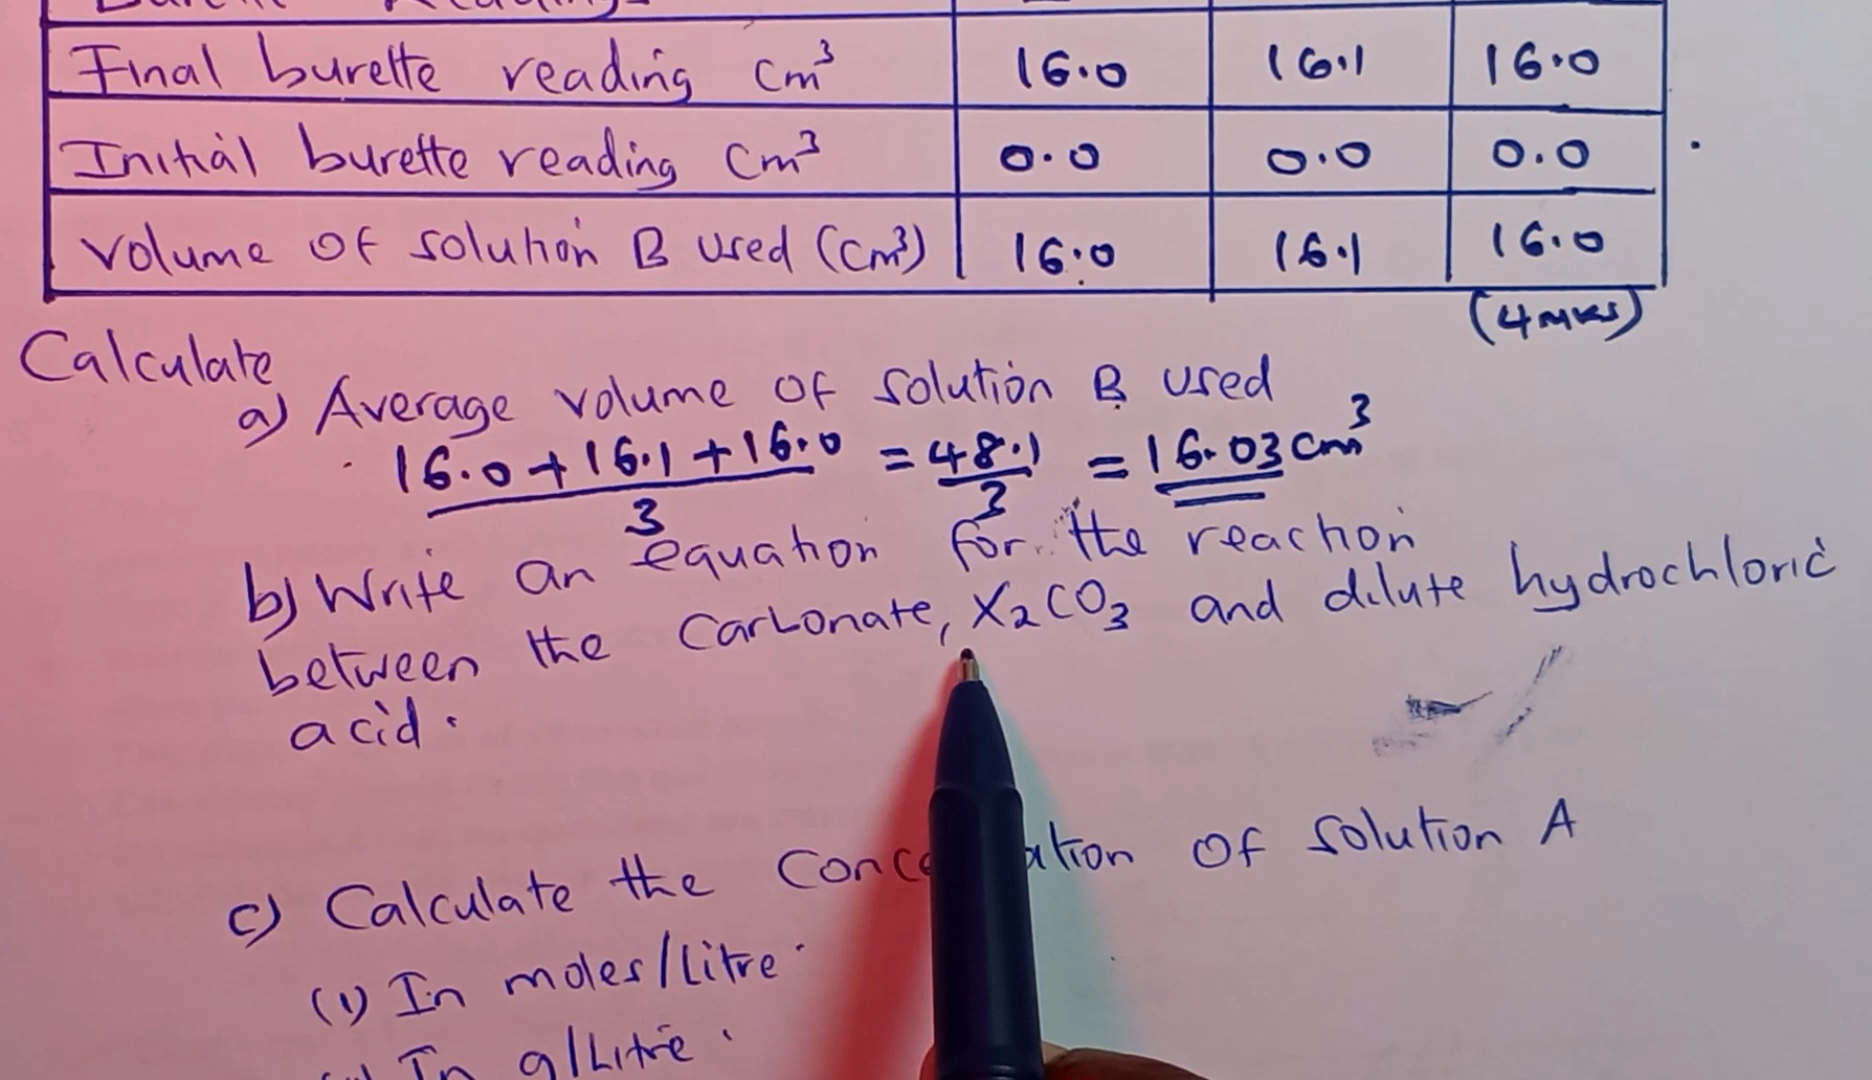 Burette Readings
Final burette reading cm³ 16.0 16.1 16.0
Initial burette reading cm³ 0.0 0.0 0.0
Volume of solution B used (cm³) 16.0 16.1 16.0
(4mks)
Calculate
a) Average volume of solution B used
16.0+16.1+16.0 = 48.1 = 16.03 cm³
3 3
b) Write an equation for the reaction
between the carbonate, X₂CO₃ and dilute hydrochloric
acid.
c) Calculate the conc ation of solution A
(i) In moles/Litre.
In g/Litre.